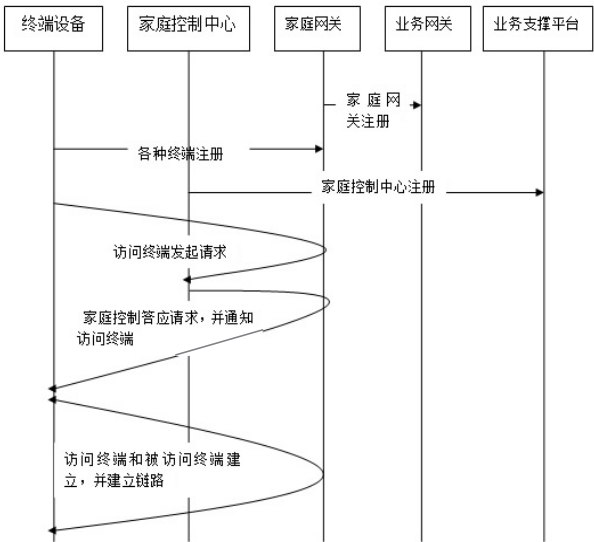 终端设备
家庭控制中心
家庭网关
业务网关
业务支撑平台
家庭网
关注册
各种终端注册
家庭控制中心注册
访问终端发起请求
家庭控制答应请求，并通知
访问终端
访问终端和被访问终端建
立，并建立链路